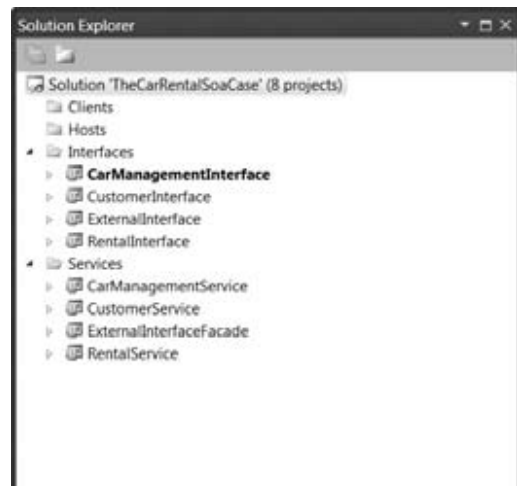 Solution Explorer
Solution 'TheCarRentalSoaCase' (8 projects)
Clients
Hosts
Interfaces
CarManagementInterface
CustomerInterface
ExternalInterface
RentalInterface
Services
CarManagementService
CustomerService
ExternalInterfaceFacade
RentalService